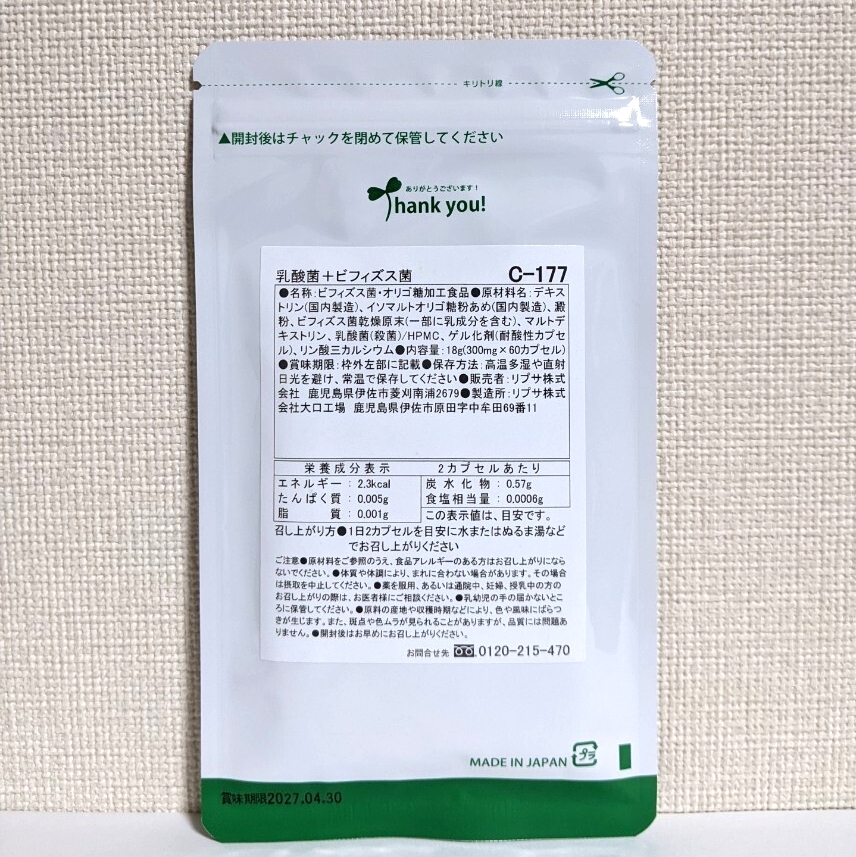 キリトリ線
▲開封後はチャックを閉めて保管してください
ありがとうございます!
Thank you!
乳酸菌+ビフィズス菌 C-177
●名称:ビフィズス菌・オリゴ糖加工食品●原材料名:デキス
トリン(国内製造)、イソマルトオリゴ糖粉あめ(国内製造)、澱
粉、ビフィズス菌乾燥原末(一部に乳成分を含む)、マルトデ
キストリン、乳酸菌(殺菌)/HPMC、ゲル化剤(耐酸性カプセ
ル)、リン酸三カルシウム●内容量:18g(300mg×60カプセル)
●賞味期限:枠外左部に記載●保存方法:高温多湿や直射
日光を避け、常温で保存してください●販売者:リプサ株式
会社 鹿児島県伊佐市菱刈南浦2679●製造所:リプサ株式
会社大口工場 鹿児島県伊佐市原田字中牟田69番11
栄養成分表示 2カプセルあたり
エネルギー:2.3kcal 炭水化物:0.57g
たんぱく質:0.005g 食塩相当量:0.0006g
脂質:0.001g この表示値は、目安です。
召し上がり方●1日2カプセルを目安に水またはぬるま湯など
でお召し上がりください
ご注意●原材料をご参照のうえ、食品アレルギーのある方はお召し上がりになら
ないでください。●体質や体調により、まれに合わない場合があります。その場合
は摂取を中止してください。●薬を服用、あるいは通院中、妊婦、授乳中の方の
お召し上がりの際は、お医者様にご相談ください。●乳幼児の手の届かないとこ
ろに保管してください。●原料の産地や収穫時期などにより、色や風味にばらつ
きが生じます。また、斑点や色ムラが見られることがありますが、品質には問題あ
りません。●開封後はお早めにお召し上がりください。
お問合せ先 0120-215-470
MADE IN JAPAN プラ
賞味期限2027.04.30